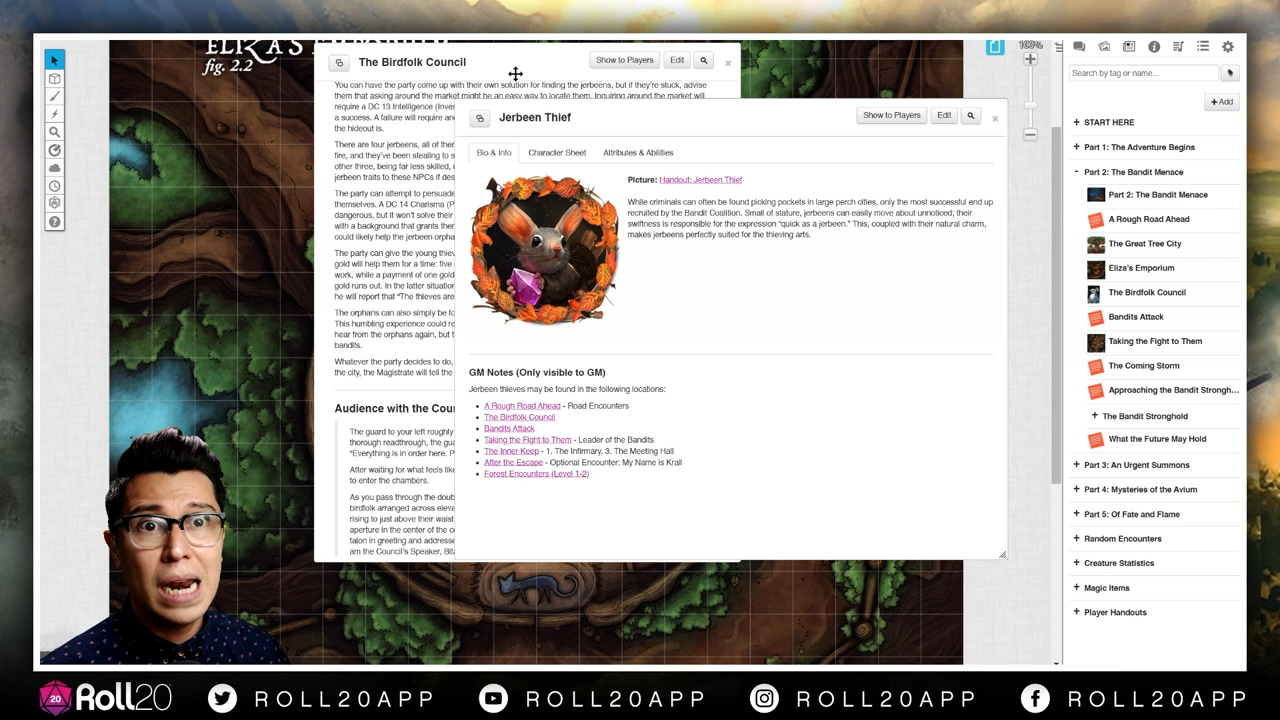 ELIZA'S EMPORIUM
fig. 2.2
The Birdfolk Council
Show to Players
Edit
You can have the party come up with their own solution for finding the jerbeens, but if they're stuck, advise
them that asking around the market might be an easy way to locate them. Inquiring around the market will
require a DC 13 Intelligence (Inves
a success. A failure will require an
the hideout is.
There are four jerbeens, all of ther
fire, and they've been stealing to s
other three, being far less skilled,
jerbeen traits to these NPCs if des
The party can attempt to persuade
themselves. A DC 14 Charisma (P
dangerous, but it won't solve their
with a background that grants then
could likely help the jerbeen orpha
The party can give the young thiev
gold will help them for a time: five
work, while a payment of one gold
gold runs out. In the latter situation
he will report that "The thieves are
The orphans can also simply be fo
This humbling experience could re
hear from the orphans again, but t
bandits.
Whatever the party decides to do,
the city, the Magistrate will tell the
Audience with the Cour
The guard to your left roughly
thorough readthrough, the gua
"Everything is in order here. P
After waiting for what feels like
to enter the chambers.
As you pass through the doub
birdfolk arranged across eleva
rising to just above their waist
aperture in the center of the co
talon in greeting and addresse
am the Council's Speaker, Bita
Jerbeen Thief
Show to Players
Edit
Bio & Info
Character Sheet
Attributes & Abilities
Picture: Handout: Jerbeen Thief
While criminals can often be found picking pockets in large perch cities, only the most successful end up
recruited by the Bandit Coalition. Small of stature, jerbeens can easily move about unnoticed; their
swiftness is responsible for the expression "quick as a jerbeen." This, coupled with their natural charm,
makes jerbeens perfectly suited for the thieving arts.
GM Notes (Only visible to GM)
Jerbeen thieves may be found in the following locations:
A Rough Road Ahead - Road Encounters
The Birdfolk Council
Bandits Attack
Taking the Fight to Them - Leader of the Bandits
The Inner Keep - 1. The Infirmary, 3. The Meeting Hall
After the Escape - Optional Encounter: My Name is Krall
Forest Encounters (Level 1-2)
100%
Search by tag or name...
+ Add
+ START HERE
+ Part 1: The Adventure Begins
- Part 2: The Bandit Menace
Part 2: The Bandit Menace
A Rough Road Ahead
The Great Tree City
Eliza's Emporium
The Birdfolk Council
Bandits Attack
Taking the Fight to Them
The Coming Storm
Approaching the Bandit Strongh...
+ The Bandit Stronghold
What the Future May Hold
+ Part 3: An Urgent Summons
+ Part 4: Mysteries of the Avium
+ Part 5: Of Fate and Flame
+ Random Encounters
+ Creature Statistics
+ Magic Items
+ Player Handouts
20
Roll20
ROLL20APP
ROLL20APP
ROLL20APP
ROLL20APP